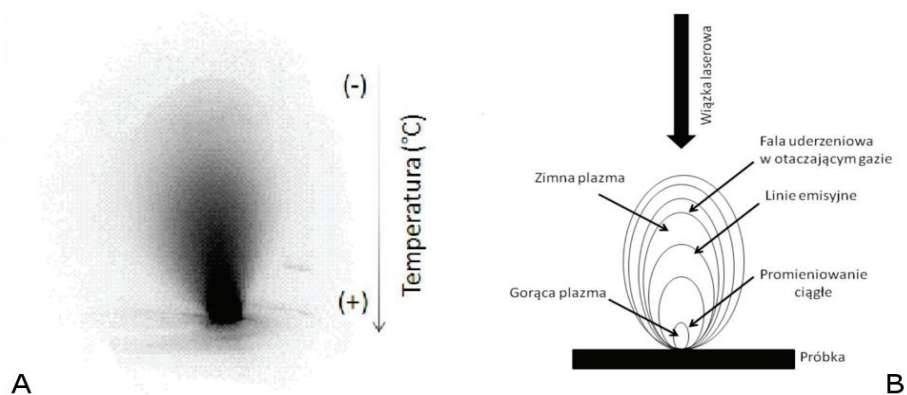 (-)
Temperatura (°C)
(+)
A
Wiązka laserowa
Fala uderzeniowa
w otaczającym gazie
Zimna plazma
Linie emisyjne
Promieniowanie
ciągłe
Gorąca plazma
Próbka
B